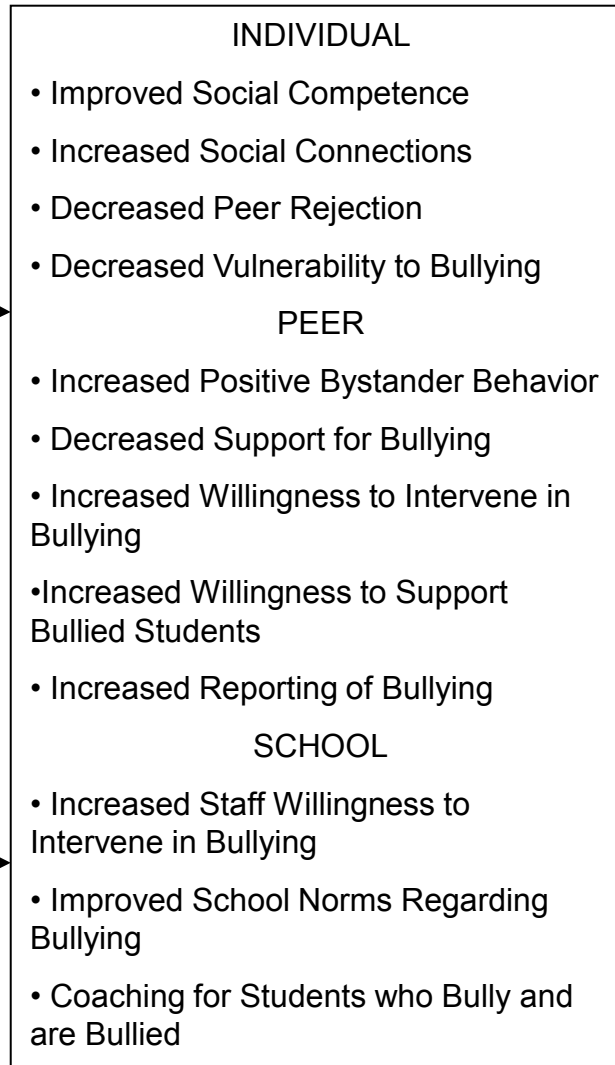 INDIVIDUAL
• Improved Social Competence
• Increased Social Connections
• Decreased Peer Rejection
• Decreased Vulnerability to Bullying
PEER
• Increased Positive Bystander Behavior
• Decreased Support for Bullying
• Increased Willingness to Intervene in
Bullying
•Increased Willingness to Support
Bullied Students
• Increased Reporting of Bullying
SCHOOL
• Increased Staff Willingness to
Intervene in Bullying
• Improved School Norms Regarding
Bullying
• Coaching for Students who Bully and
are Bullied